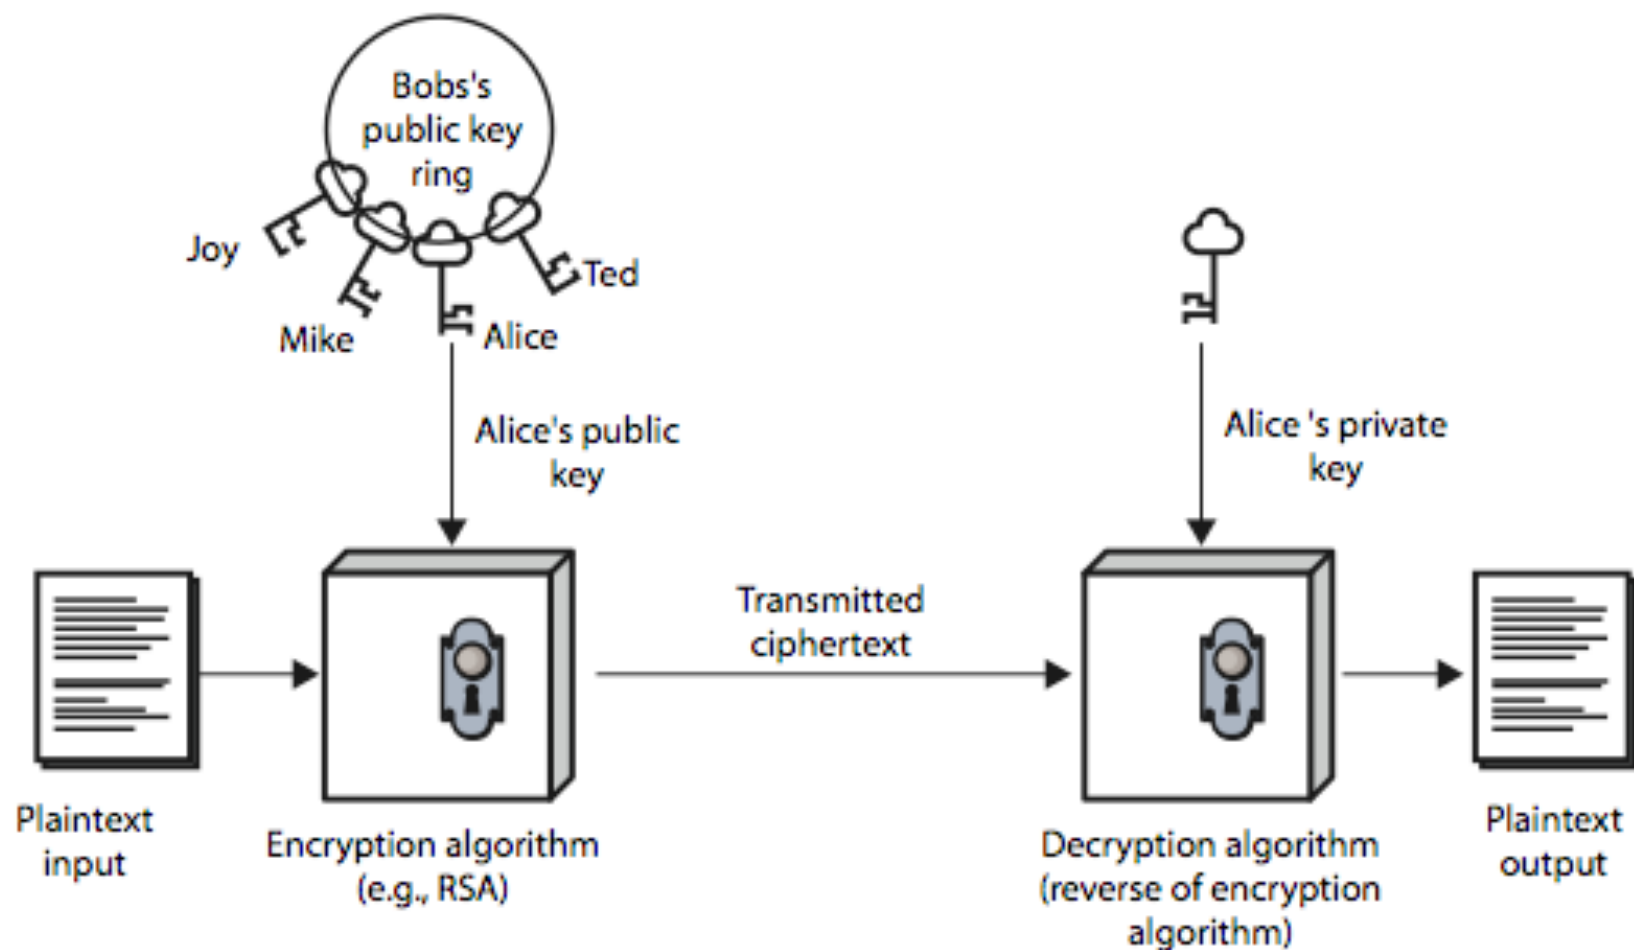 Bobs's
public key
ring
Joy
Ted
Mike
Alice
Alice's public
key
Alice 's private
key
Transmitted
ciphertext
Plaintext
input
Encryption algorithm
(e.g., RSA)
Decryption algorithm
(reverse of encryption
algorithm)
Plaintext
output